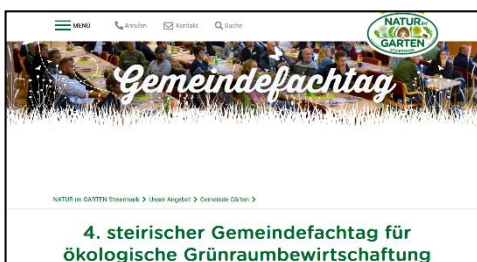 MENÜ Anrufen Kontakt Suche
NATUR im
GARTEN
Gemeindefachtag
NATUR im GARTEN Steiermark > Unser Angebot > Gemeinde Gärten >
4. steirischer Gemeindefachtag für
ökologische Grünraumbewirtschaftung